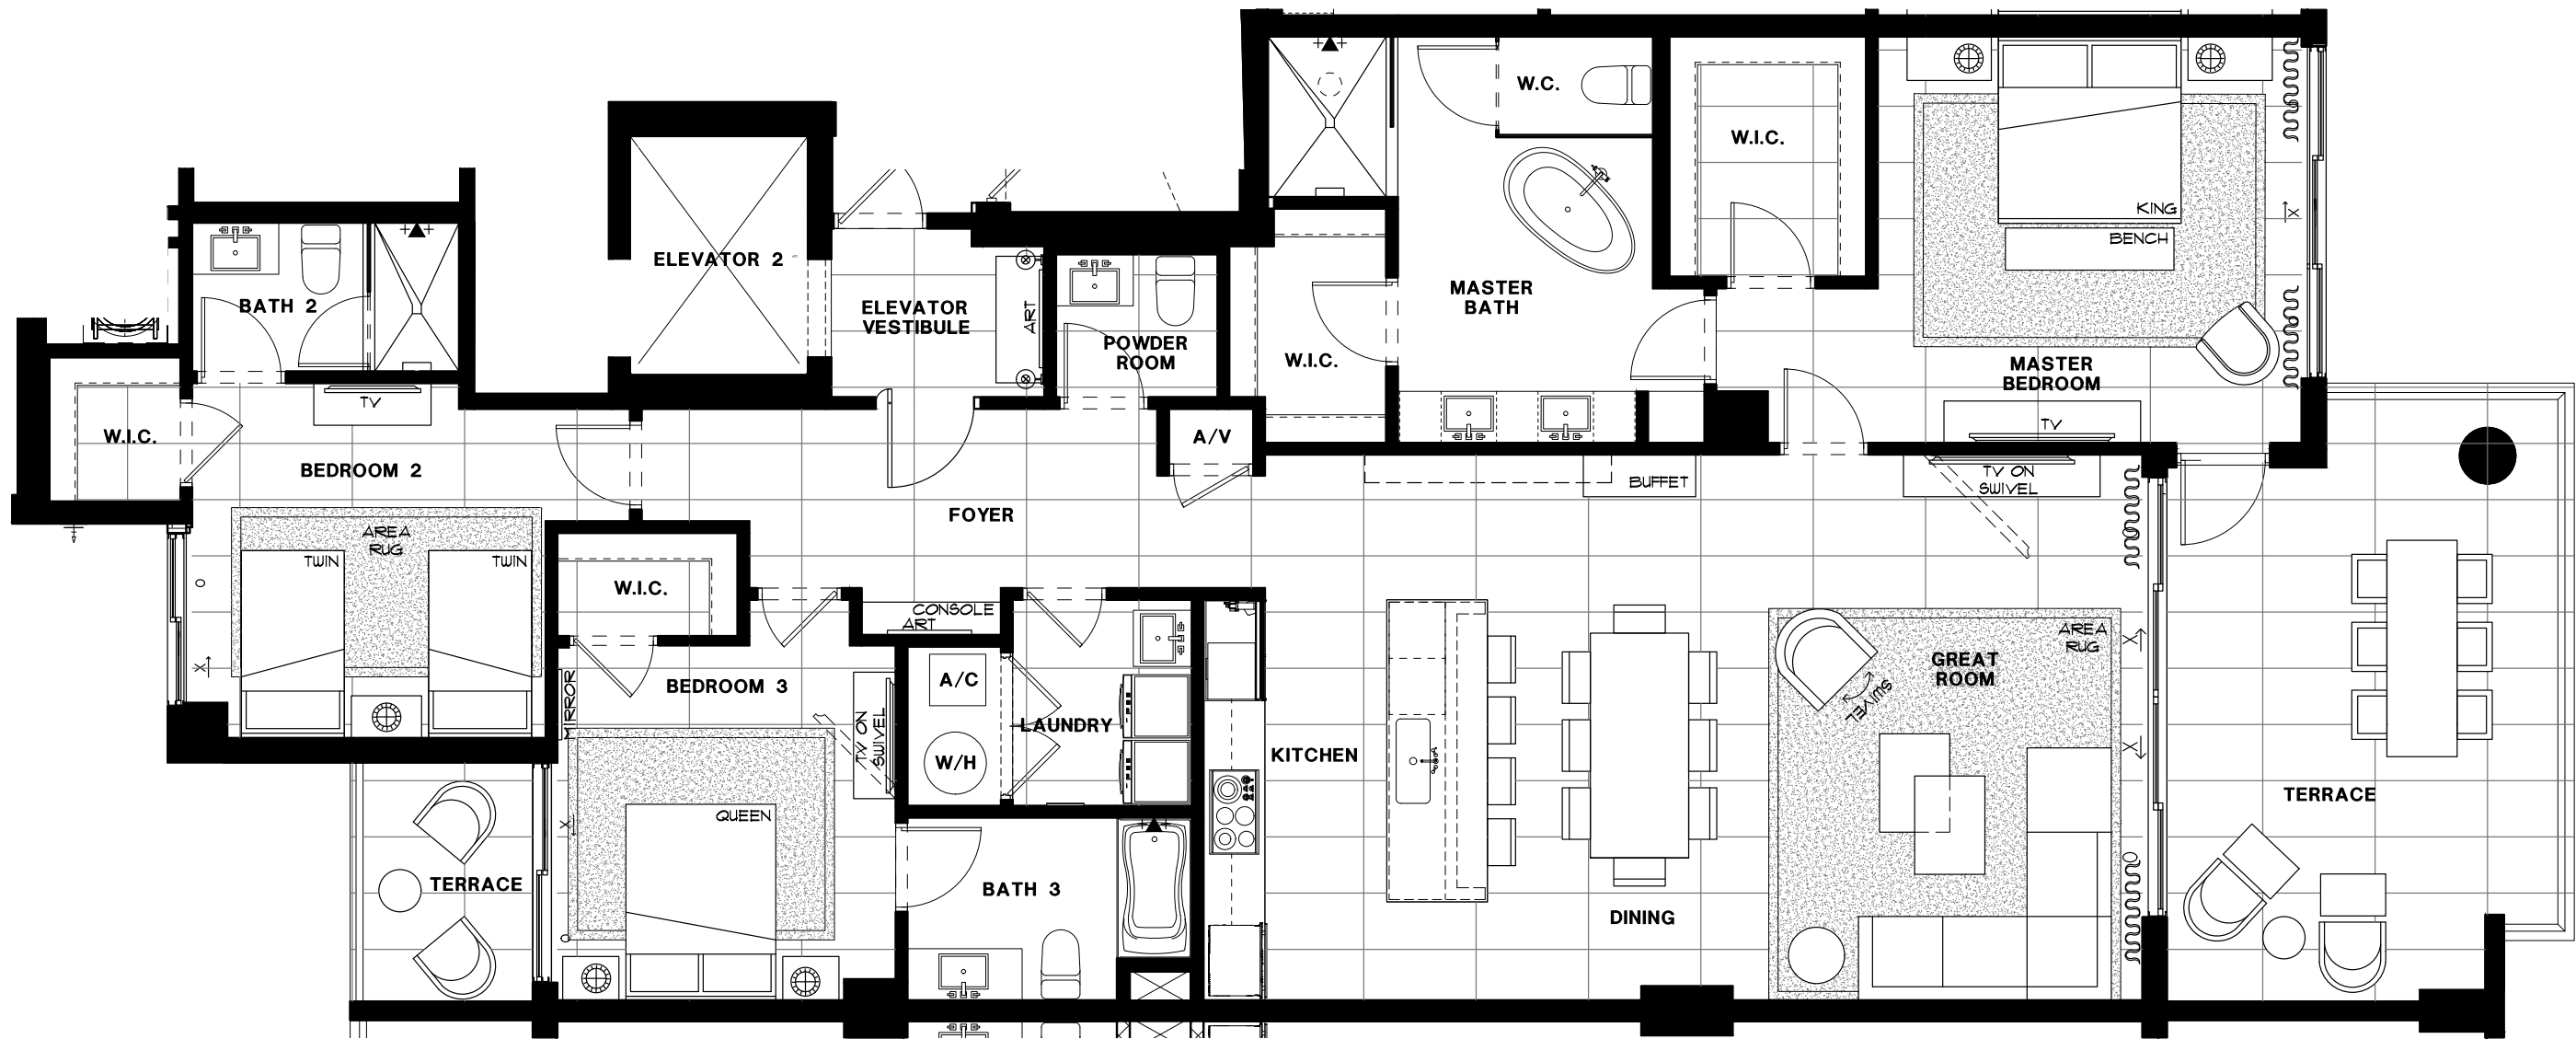 W.C.
W.I.C.
KING
BENCH
ELEVATOR 2
BATH 2
ELEVATOR
VESTIBULE
ART
POWDER
ROOM
MASTER
BATH
W.I.C.
MASTER
BEDROOM
TV
TV
W.I.C.
BEDROOM 2
A/V
BUFFET
TV ON
SWIVEL
FOYER
AREA
RUG
TWIN
TWIN
W.I.C.
CONSOLE
ART
MIRROR
BEDROOM 3
TV ON
SWIVEL
A/C
LAUNDRY
W/H
KITCHEN
AREA
RUG
GREAT
ROOM
SWIVEL
TERRACE
QUEEN
TERRACE
BATH 3
DINING
X
X
X
X
X
O
O